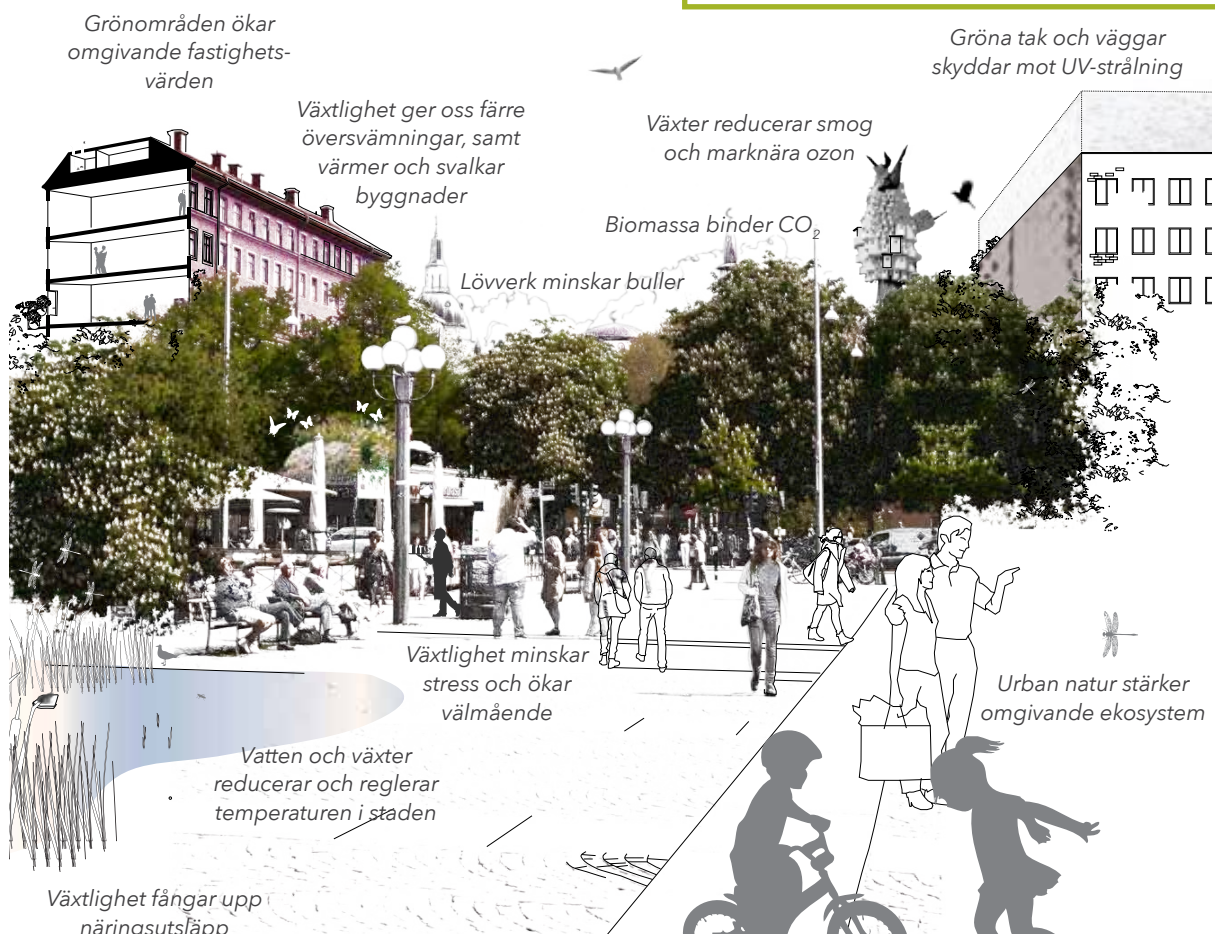 Grönområden ökar
omgivande fastighets-
värden
Gröna tak och väggar
skyddar mot UV-strålning
Växtlighet ger oss färre
översvämningar, samt
värmer och svalkar
byggnader
Växter reducerar smog
och marknära ozon
Biomassa binder CO₂
Lövverk minskar buller
Växtlighet minskar
stress och ökar
välmående
Urban natur stärker
omgivande ekosystem
Vatten och växter
reducerar och reglerar
temperaturen i staden
Växtlighet fångar upp
näringsutsläpp